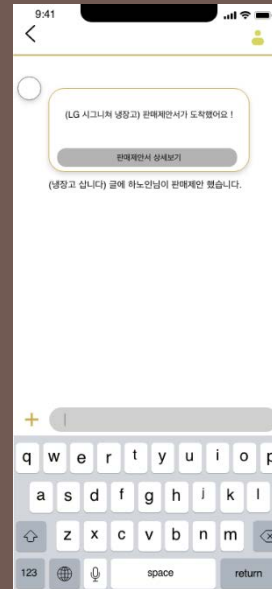 9:41
(LG 시그니쳐 냉장고) 판매제안서가 도착했어요 !
판매제안서 상세보기
(냉장고 삽니다) 글에 하노인님이 판매제안 했습니다.
q w e r t y u i o p
a s d f g h j k l
z x c v b n m
123 space return